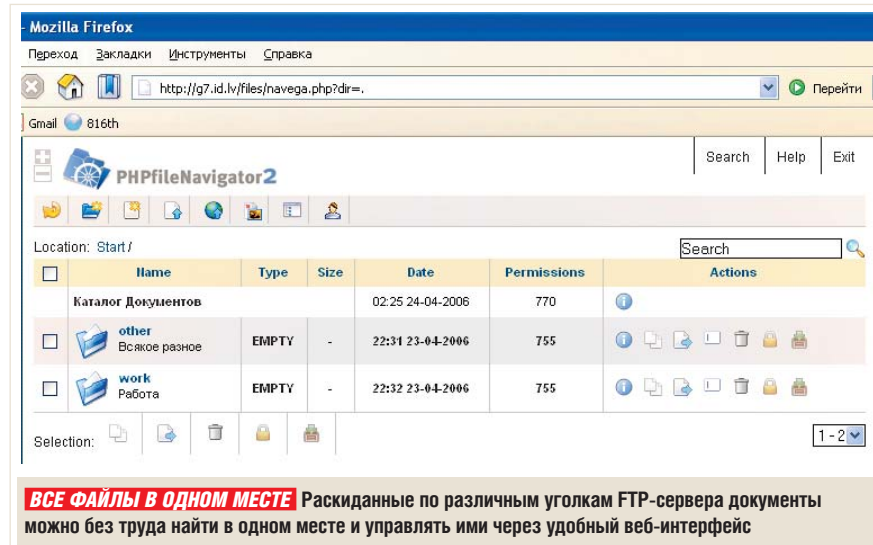 - Mozilla Firefox
Переход Закладки Инструменты Справка
http://g7.id.lv/files/navega.php?dir=. Перейти
Gmail 816th
PHPfileNavigator2 Search Help Exit
Location: Start / Search
Name Type Size Date Permissions Actions
Каталог Документов 02:25 24-04-2006 770
other
Всякое разное EMPTY - 22:31 23-04-2006 755
work
Работа EMPTY - 22:32 23-04-2006 755
Selection: 1 - 2
ВСЕ ФАЙЛЫ В ОДНОМ МЕСТЕ Раскиданные по различным уголкам FTP-сервера документы
можно без труда найти в одном месте и управлять ими через удобный веб-интерфейс